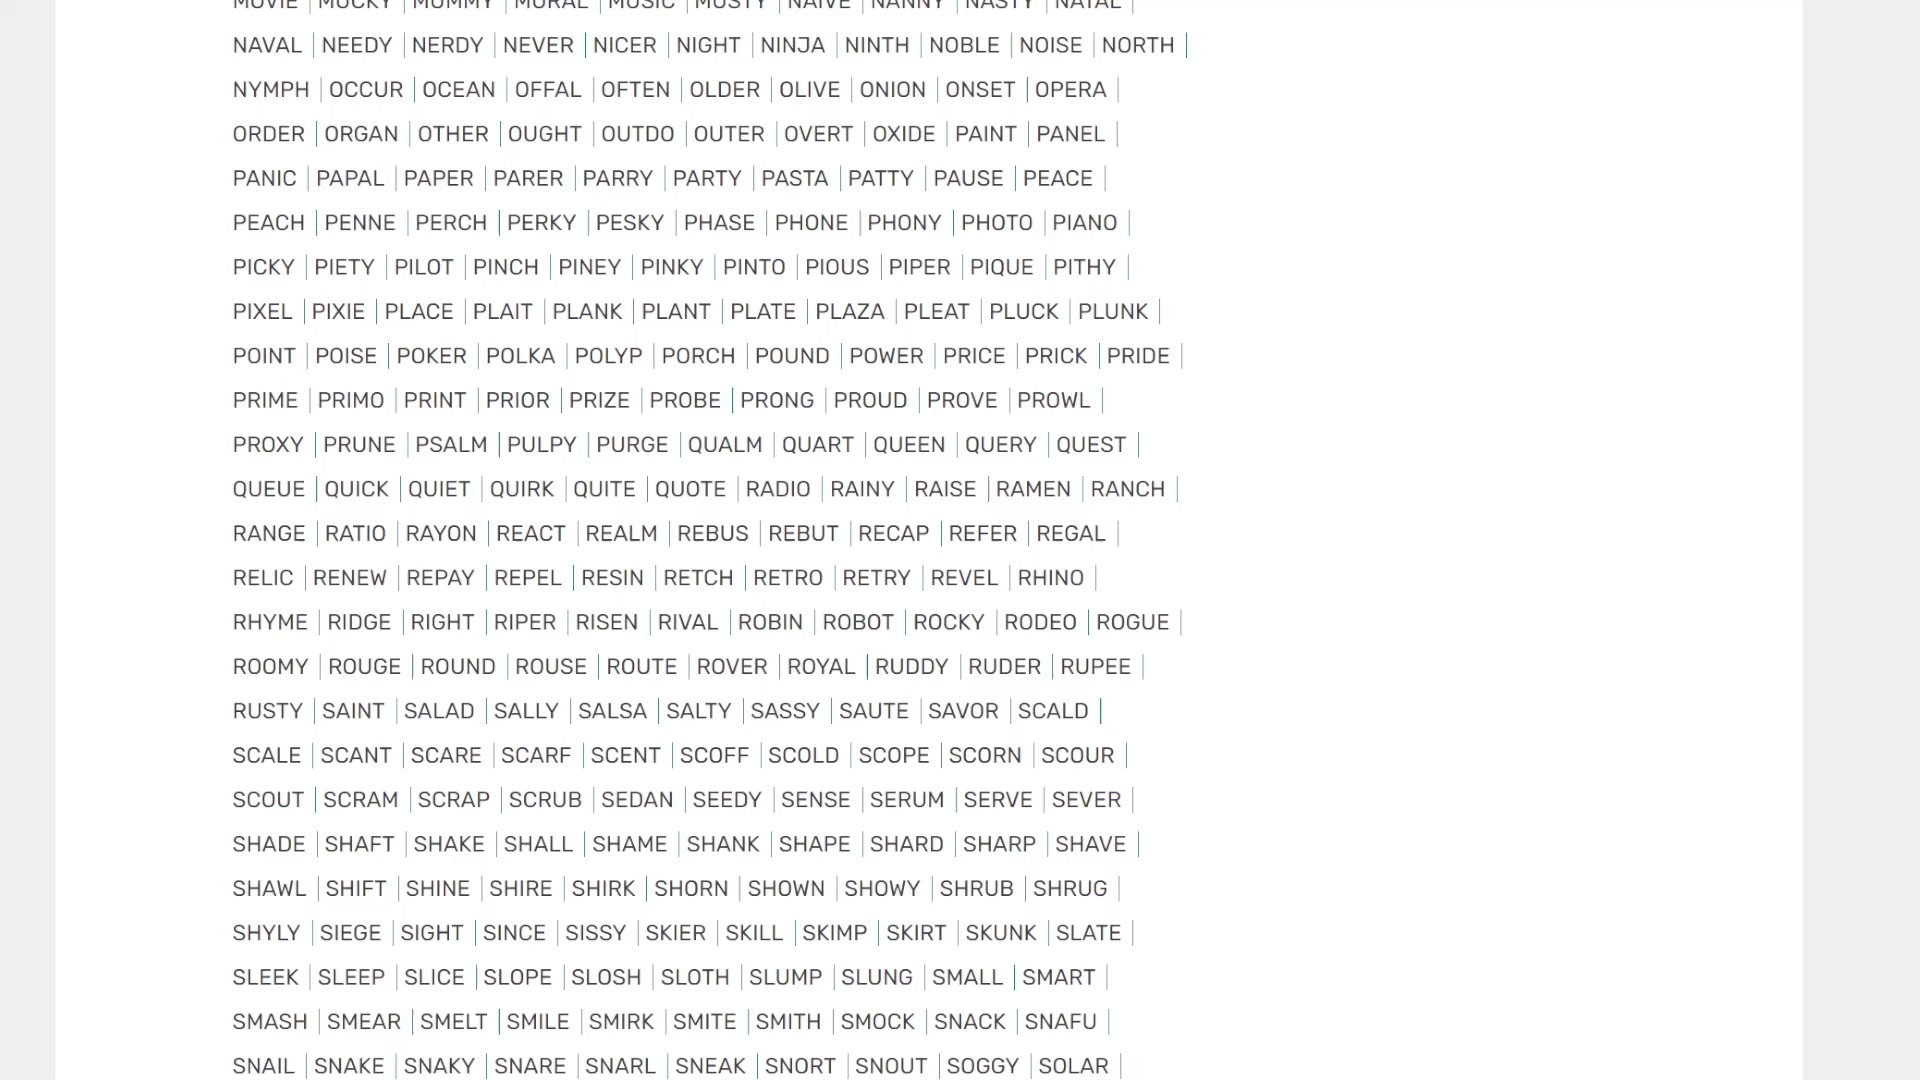 MOVIE | MUCKY | MUMMY | MURAL | MUSIC | MUSTY | NAIVE | NANNY | NASTY | NATAL |
NAVAL | NEEDY | NERDY | NEVER | NICER | NIGHT | NINJA | NINTH | NOBLE | NOISE | NORTH |
NYMPH | OCCUR | OCEAN | OFFAL | OFTEN | OLDER | OLIVE | ONION | ONSET | OPERA |
ORDER | ORGAN | OTHER | OUGHT | OUTDO | OUTER | OVERT | OXIDE | PAINT | PANEL |
PANIC | PAPAL | PAPER | PARER | PARRY | PARTY | PASTA | PATTY | PAUSE | PEACE |
PEACH | PENNE | PERCH | PERKY | PESKY | PHASE | PHONE | PHONY | PHOTO | PIANO |
PICKY | PIETY | PILOT | PINCH | PINEY | PINKY | PINTO | PIOUS | PIPER | PIQUE | PITHY |
PIXEL | PIXIE | PLACE | PLAIT | PLANK | PLANT | PLATE | PLAZA | PLEAT | PLUCK | PLUNK |
POINT | POISE | POKER | POLKA | POLYP | PORCH | POUND | POWER | PRICE | PRICK | PRIDE |
PRIME | PRIMO | PRINT | PRIOR | PRIZE | PROBE | PRONG | PROUD | PROVE | PROWL |
PROXY | PRUNE | PSALM | PULPY | PURGE | QUALM | QUART | QUEEN | QUERY | QUEST |
QUEUE | QUICK | QUIET | QUIRK | QUITE | QUOTE | RADIO | RAINY | RAISE | RAMEN | RANCH |
RANGE | RATIO | RAYON | REACT | REALM | REBUS | REBUT | RECAP | REFER | REGAL |
RELIC | RENEW | REPAY | REPEL | RESIN | RETCH | RETRO | RETRY | REVEL | RHINO |
RHYME | RIDGE | RIGHT | RIPER | RISEN | RIVAL | ROBIN | ROBOT | ROCKY | RODEO | ROGUE |
ROOMY | ROUGE | ROUND | ROUSE | ROUTE | ROVER | ROYAL | RUDDY | RUDER | RUPEE |
RUSTY | SAINT | SALAD | SALLY | SALSA | SALTY | SASSY | SAUTE | SAVOR | SCALD |
SCALE | SCANT | SCARE | SCARF | SCENT | SCOFF | SCOLD | SCOPE | SCORN | SCOUR |
SCOUT | SCRAM | SCRAP | SCRUB | SEDAN | SEEDY | SENSE | SERUM | SERVE | SEVER |
SHADE | SHAFT | SHAKE | SHALL | SHAME | SHANK | SHAPE | SHARD | SHARP | SHAVE |
SHAWL | SHIFT | SHINE | SHIRE | SHIRK | SHORN | SHOWN | SHOWY | SHRUB | SHRUG |
SHYLY | SIEGE | SIGHT | SINCE | SISSY | SKIER | SKILL | SKIMP | SKIRT | SKUNK | SLATE |
SLEEK | SLEEP | SLICE | SLOPE | SLOSH | SLOTH | SLUMP | SLUNG | SMALL | SMART |
SMASH | SMEAR | SMELT | SMILE | SMIRK | SMITE | SMITH | SMOCK | SNACK | SNAFU |
SNAIL | SNAKE | SNAKY | SNARE | SNARL | SNEAK | SNORT | SNOUT | SOGGY | SOLAR |